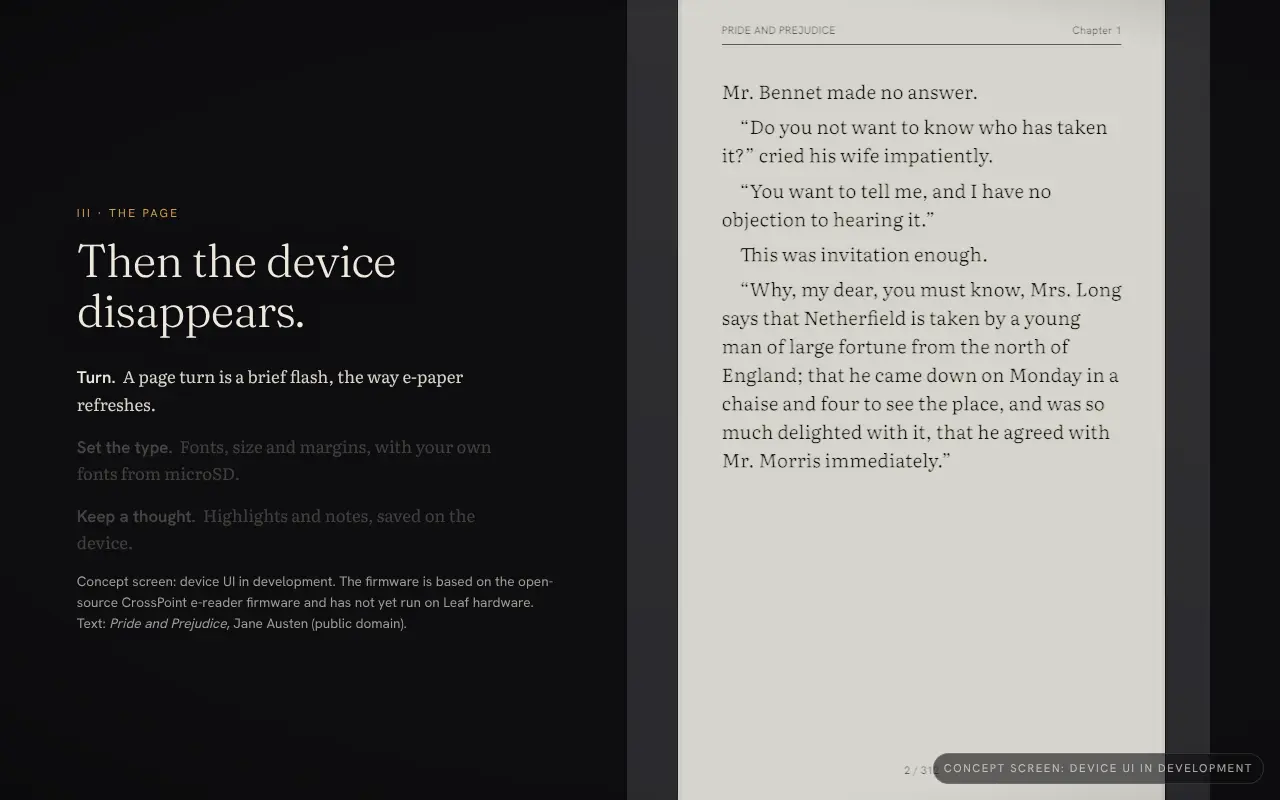 III · THE PAGE
Then the device
disappears.
Turn. A page turn is a brief flash, the way e-paper
refreshes.
Set the type. Fonts, size and margins, with your own
fonts from microSD.
Keep a thought. Highlights and notes, saved on the
device.
Concept screen: device UI in development. The firmware is based on the open-
source CrossPoint e-reader firmware and has not yet run on Leaf hardware.
Text: Pride and Prejudice, Jane Austen (public domain).
PRIDE AND PREJUDICE
Chapter 1
Mr. Bennet made no answer.
“Do you not want to know who has taken
it?” cried his wife impatiently.
“You want to tell me, and I have no
objection to hearing it.”
This was invitation enough.
“Why, my dear, you must know, Mrs. Long
says that Netherfield is taken by a young
man of large fortune from the north of
England; that he came down on Monday in a
chaise and four to see the place, and was so
much delighted with it, that he agreed with
Mr. Morris immediately.”
2 /
CONCEPT SCREEN: DEVICE UI IN DEVELOPMENT